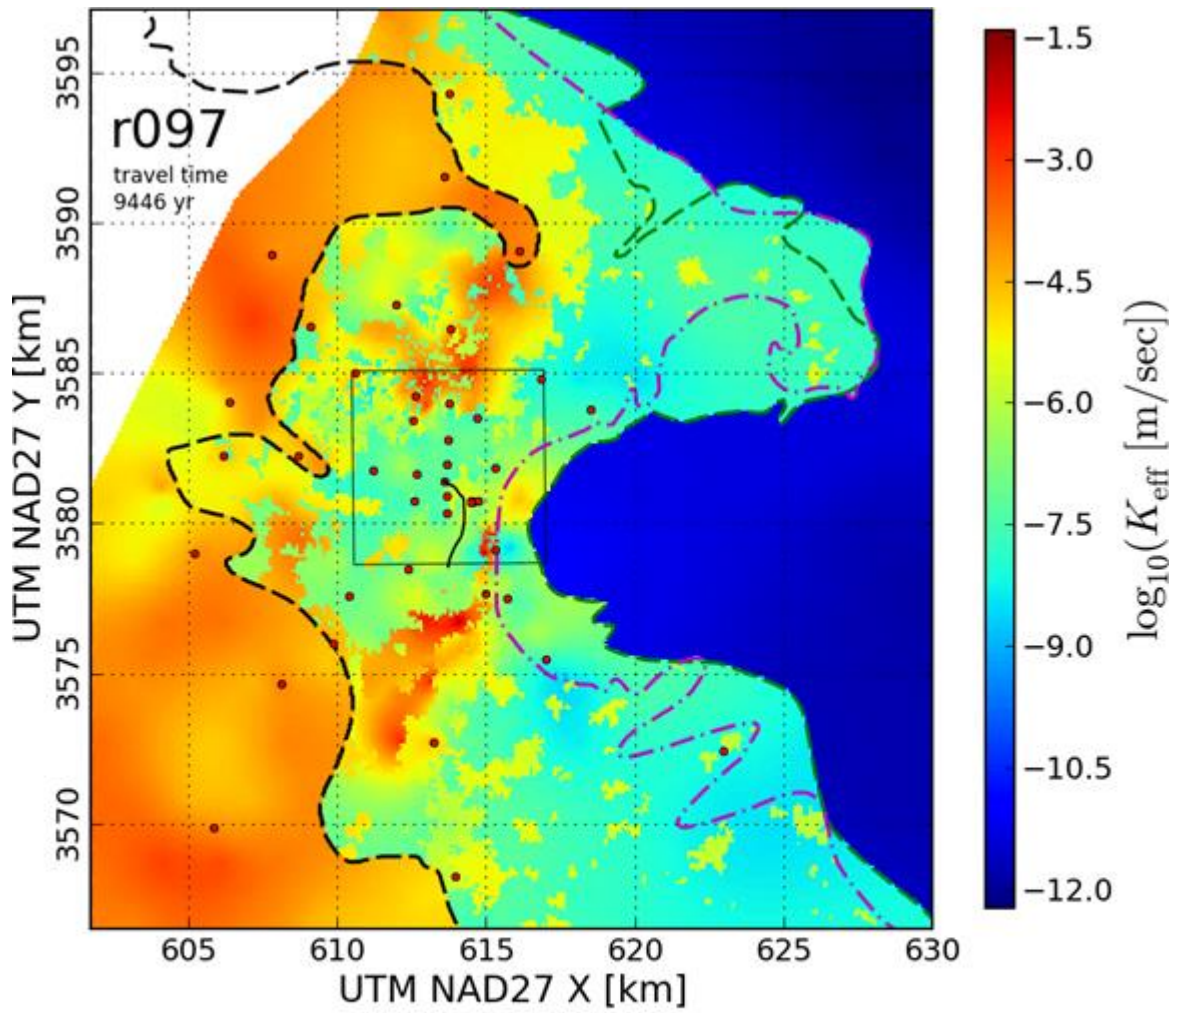 r097
travel time
9446 yr
3595
3590
3585
3580
3575
3570
UTM NAD27 Y [km]
605 610 615 620 625 630
UTM NAD27 X [km]
−1.5
−3.0
−4.5
−6.0
−7.5
−9.0
−10.5
−12.0
log₁₀(K_eff [m/sec])